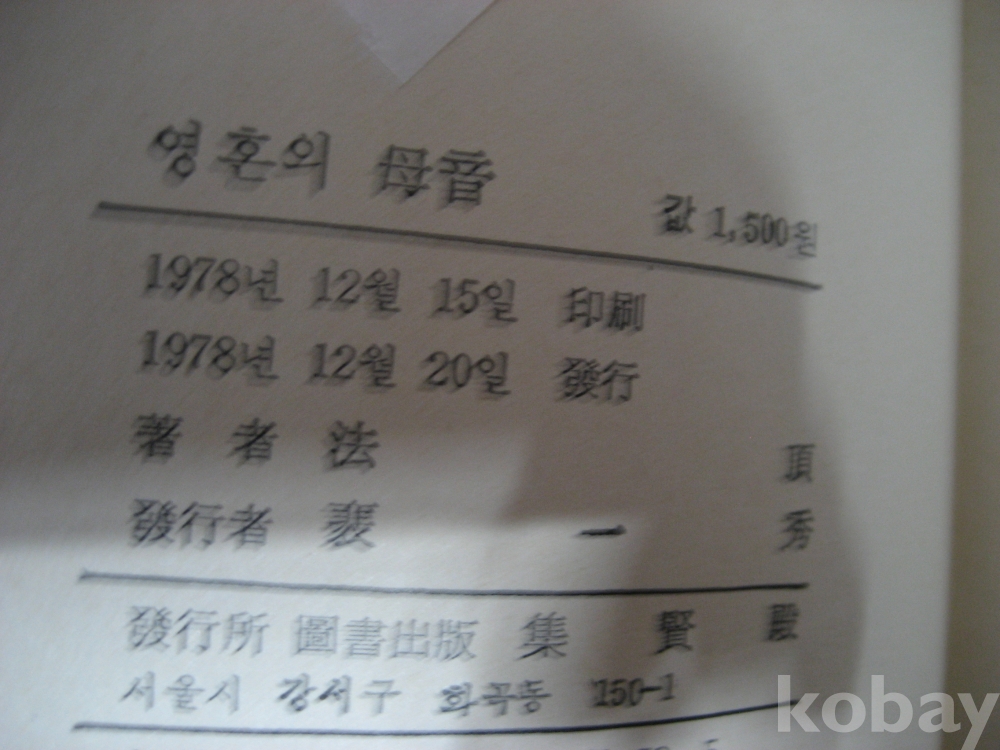 영혼의 母音
값 1,500원
1978년 12월 15일 印刷
1978년 12월 20일 發行
著者 法頂
發行者 裵一秀
發行所 圖書出版 集賢殿
서울시 강서구 화곡동 150-1
kobay